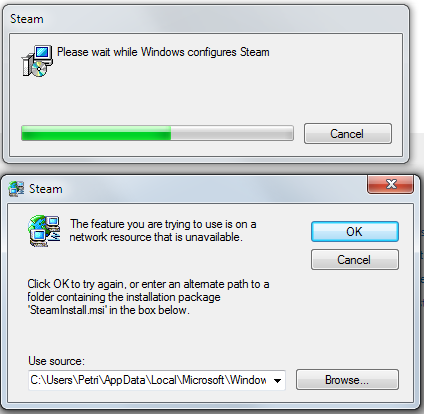 Steam
Please wait while Windows configures Steam
Cancel
Steam
The feature you are trying to use is on a
network resource that is unavailable.
OK
Cancel
Click OK to try again, or enter an alternate path to a
folder containing the installation package
'SteamInstall.msi' in the box below.
Use source:
C:\Users\Petri\AppData\Local\Microsoft\Window
Browse...